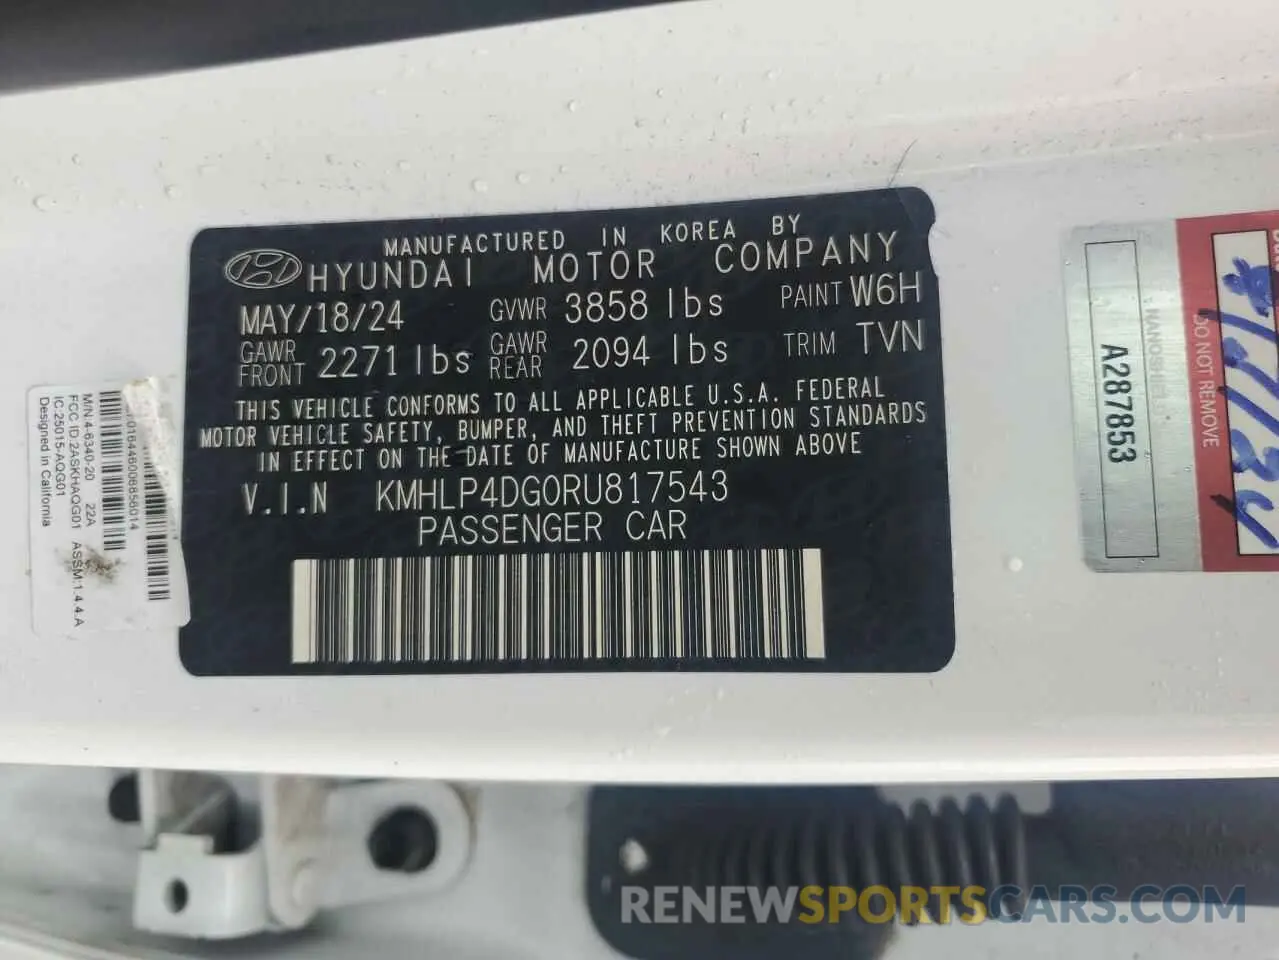 MANUFACTURED IN KOREA BY
HYUNDAI MOTOR COMPANY
MAY/18/24 GVWR 3858 lbs PAINT W6H
GAWR FRONT 2271 lbs GAWR REAR 2094 lbs TRIM TVN
THIS VEHICLE CONFORMS TO ALL APPLICABLE U.S.A. FEDERAL
MOTOR VEHICLE SAFETY, BUMPER, AND THEFT PREVENTION STANDARDS
IN EFFECT ON THE DATE OF MANUFACTURE SHOWN ABOVE
V.I.N KMHLP4DG0RU817543
PASSENGER CAR
M/N 4-6340-20 22A
FCC ID:2ASKHAQG01 ASSM:1.4.4.A
IC:25015-AQG01
Designed in California
NANOSHIELD
A287853
DO NOT REMOVE
RENEWSPORTSCARS.COM